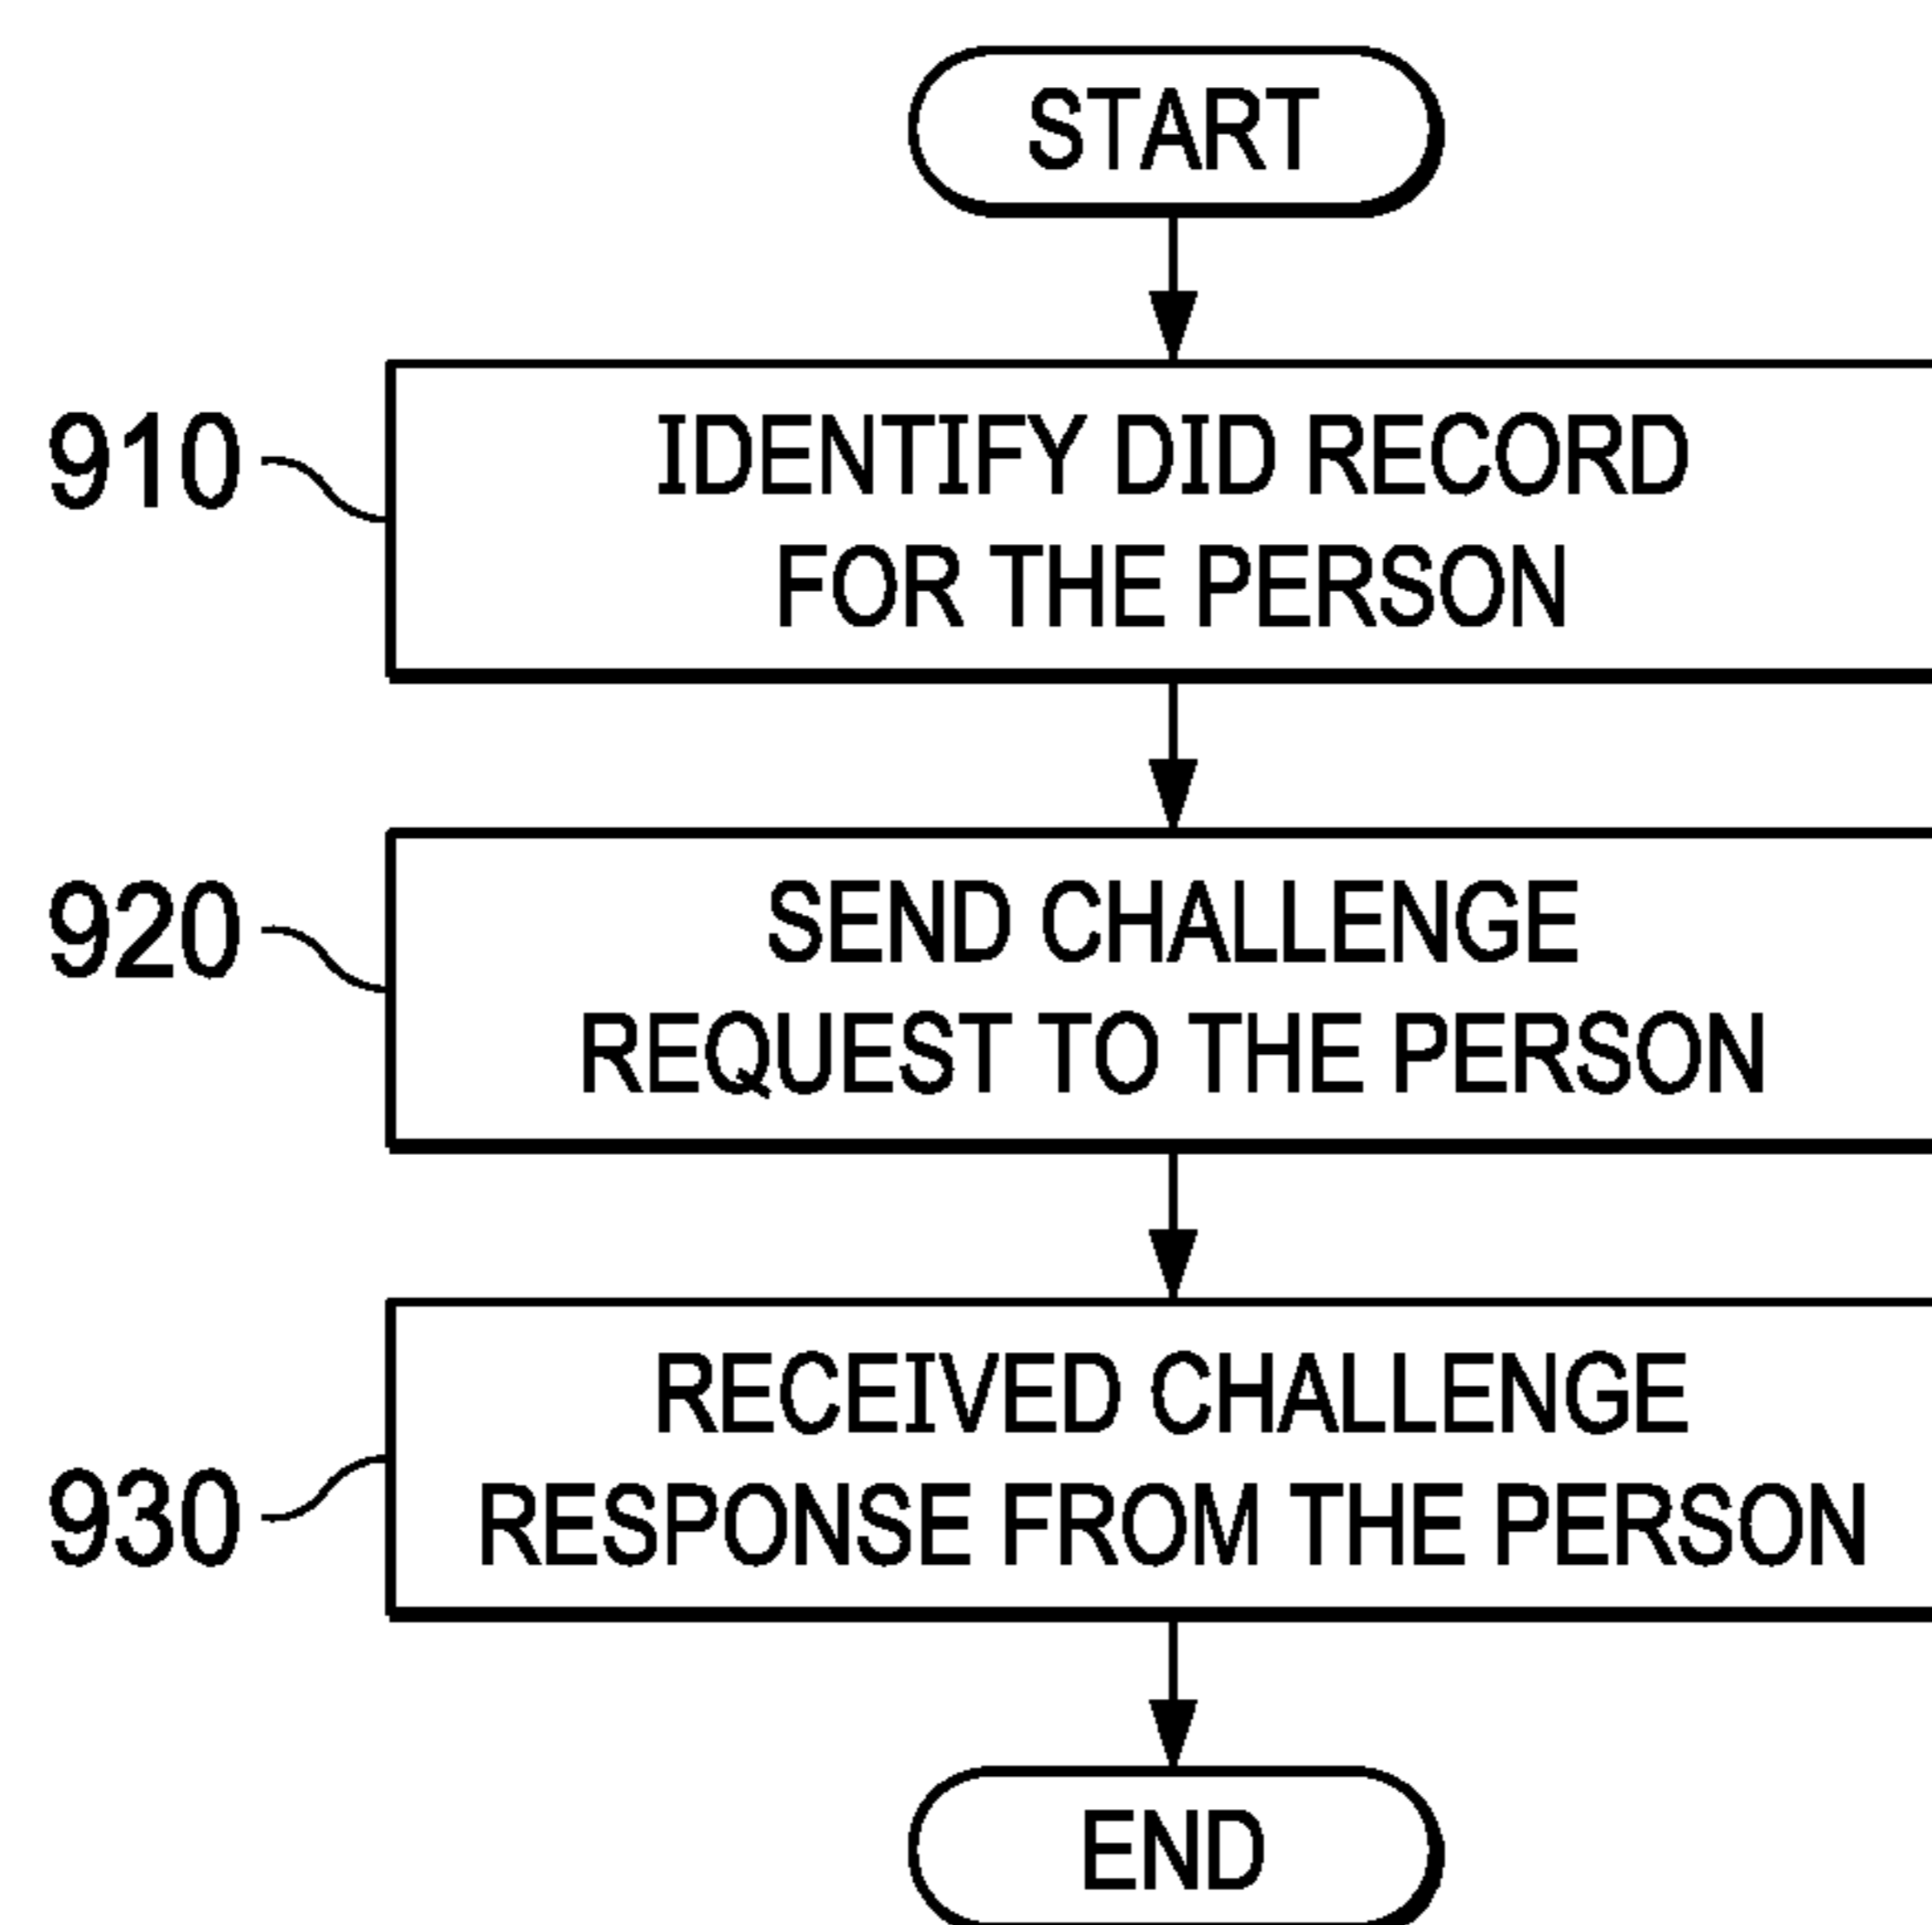 START
910
IDENTIFY DID RECORD
FOR THE PERSON
920
SEND CHALLENGE
REQUEST TO THE PERSON
930
RECEIVED CHALLENGE
RESPONSE FROM THE PERSON
END